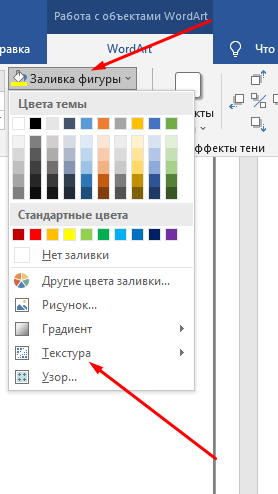 Работа с объектами WordArt
равка
WordArt
Что
Заливка фигуры
Цвета темы
кты
ффекты тени
Стандартные цвета
Нет заливки
Другие цвета заливки...
Рисунок...
Градиент
Текстура
Узор...